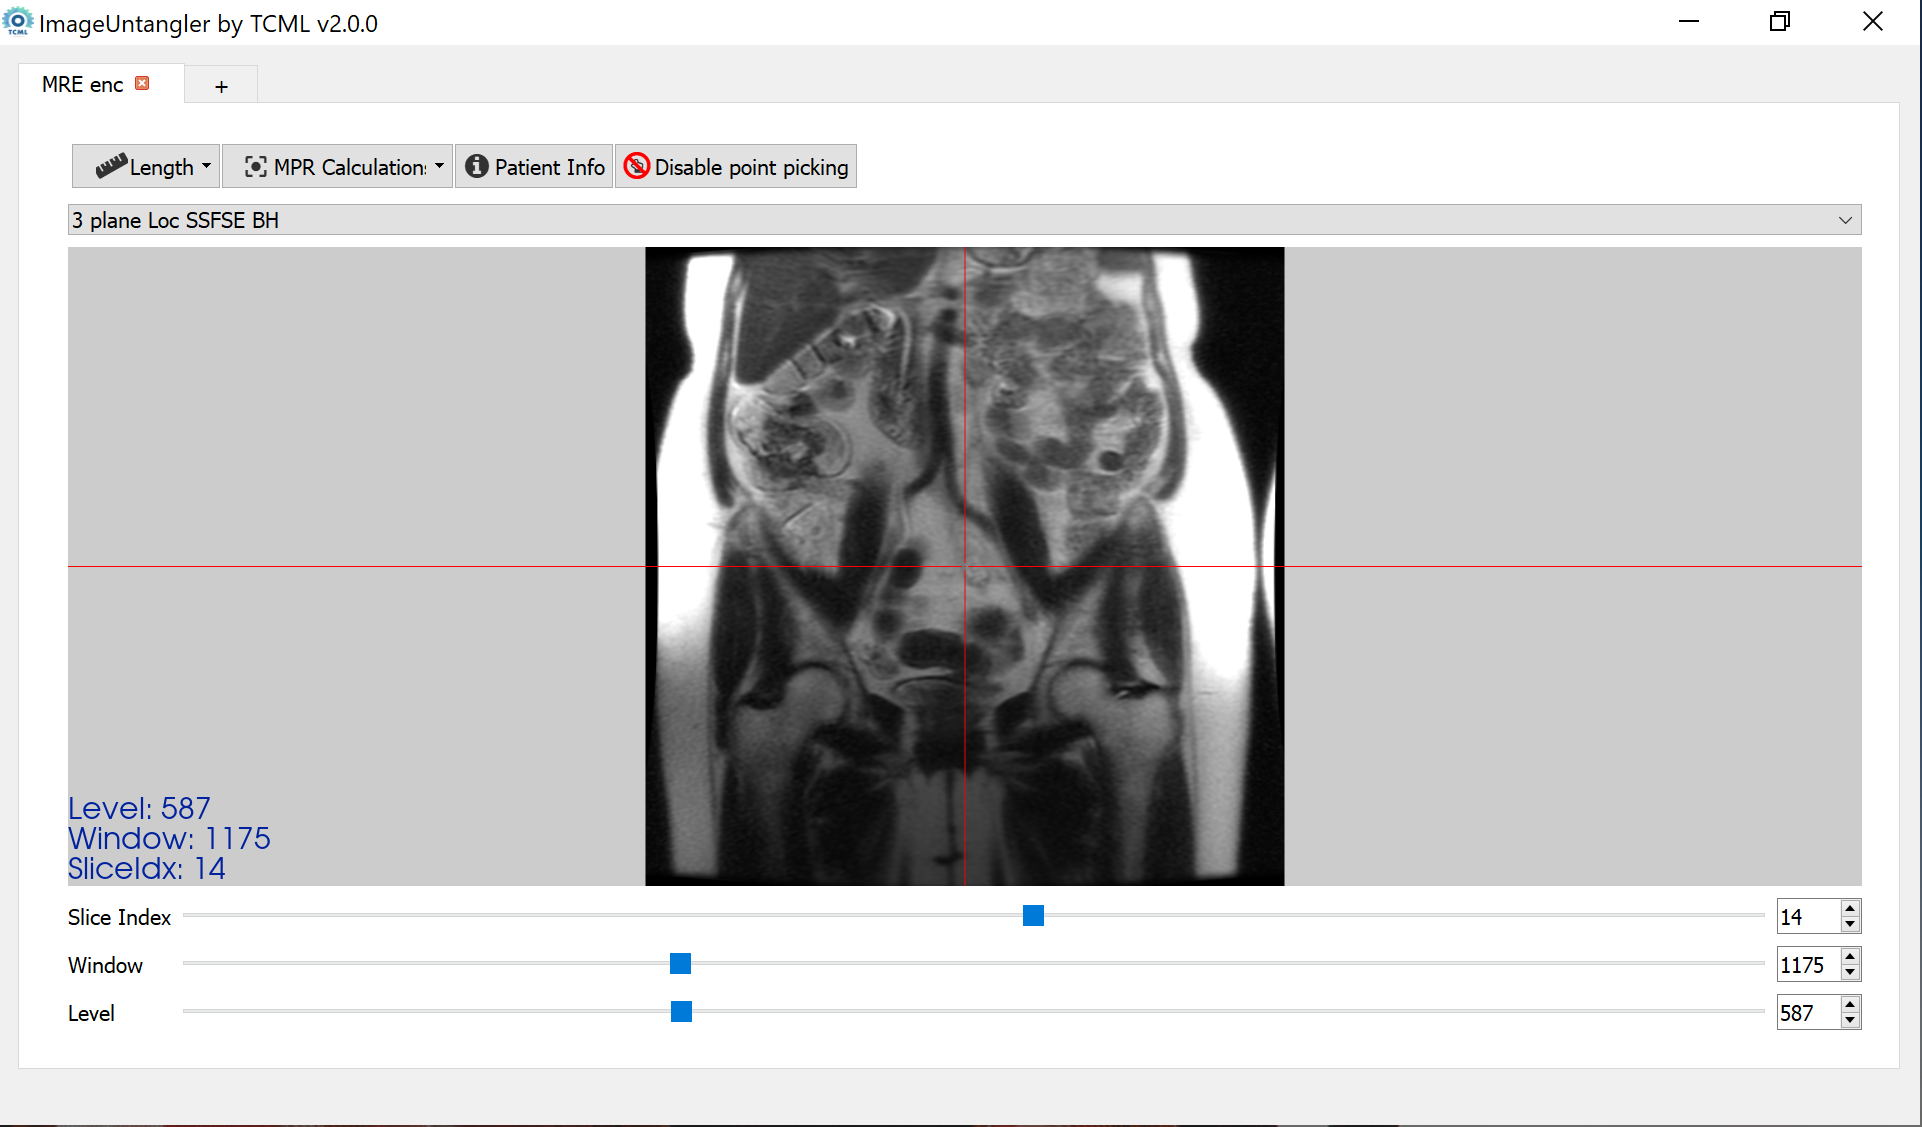 ImageUntangler by TCML v2.0.0
MRE enc
+
Length
MPR Calculation
Patient Info
Disable point picking
3 plane Loc SSFSE BH
Level: 587
Window: 1175
SliceIdx: 14
Slice Index
14
Window
1175
Level
587